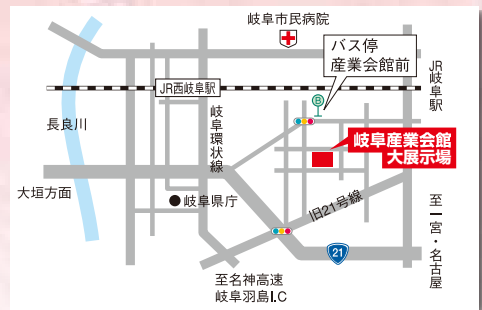 岐阜市民病院
バス停
産業会館前
JR岐阜駅
JR西岐阜駅
B
長良川
岐阜環状線
岐阜産業会館
大展示場
大垣方面
岐阜県庁
旧21号線
21
至一宮・名古屋
至名神高速
岐阜羽島I.C